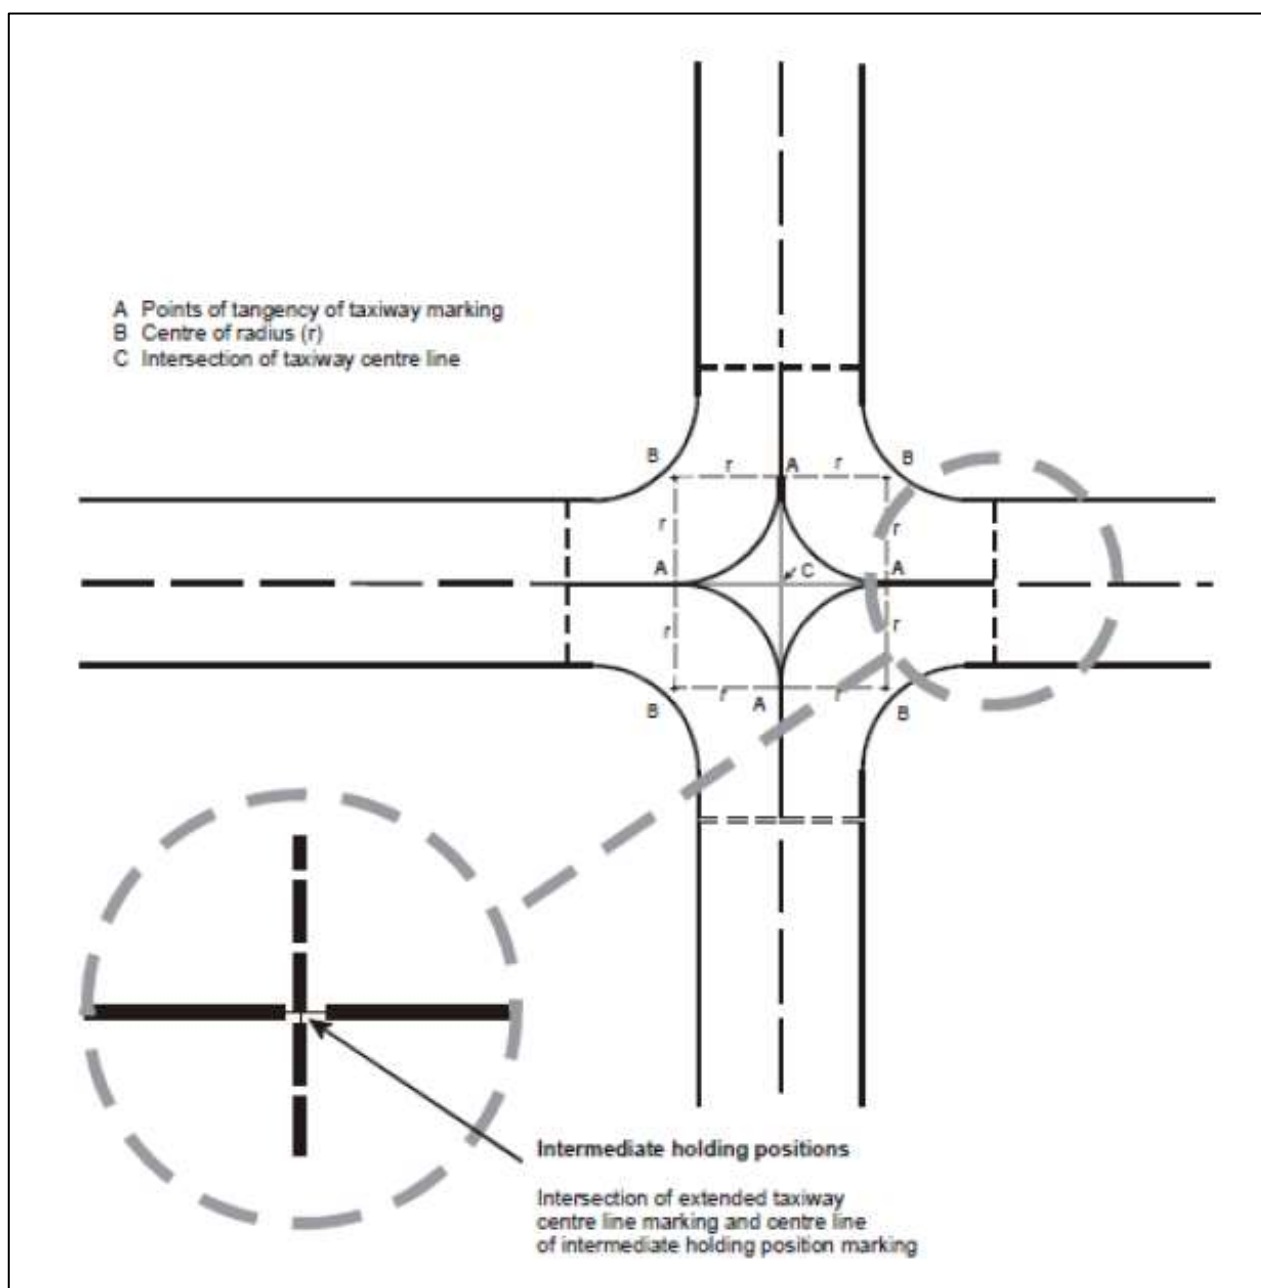 A Points of tangency of taxiway marking
B Centre of radius (r)
C Intersection of taxiway centre line
B
r
A
r
B
r
r
A
C
A
r
r
B
r
A
r
B
Intermediate holding positions
Intersection of extended taxiway
centre line marking and centre line
of intermediate holding position marking